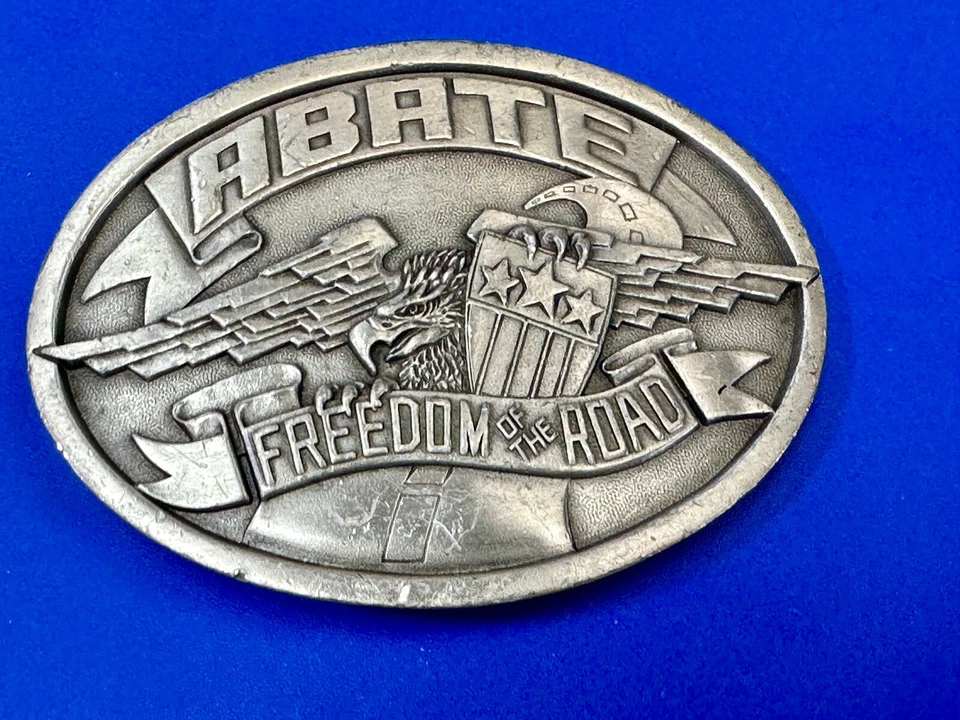 ABATE
FREEDOM OF THE ROAD